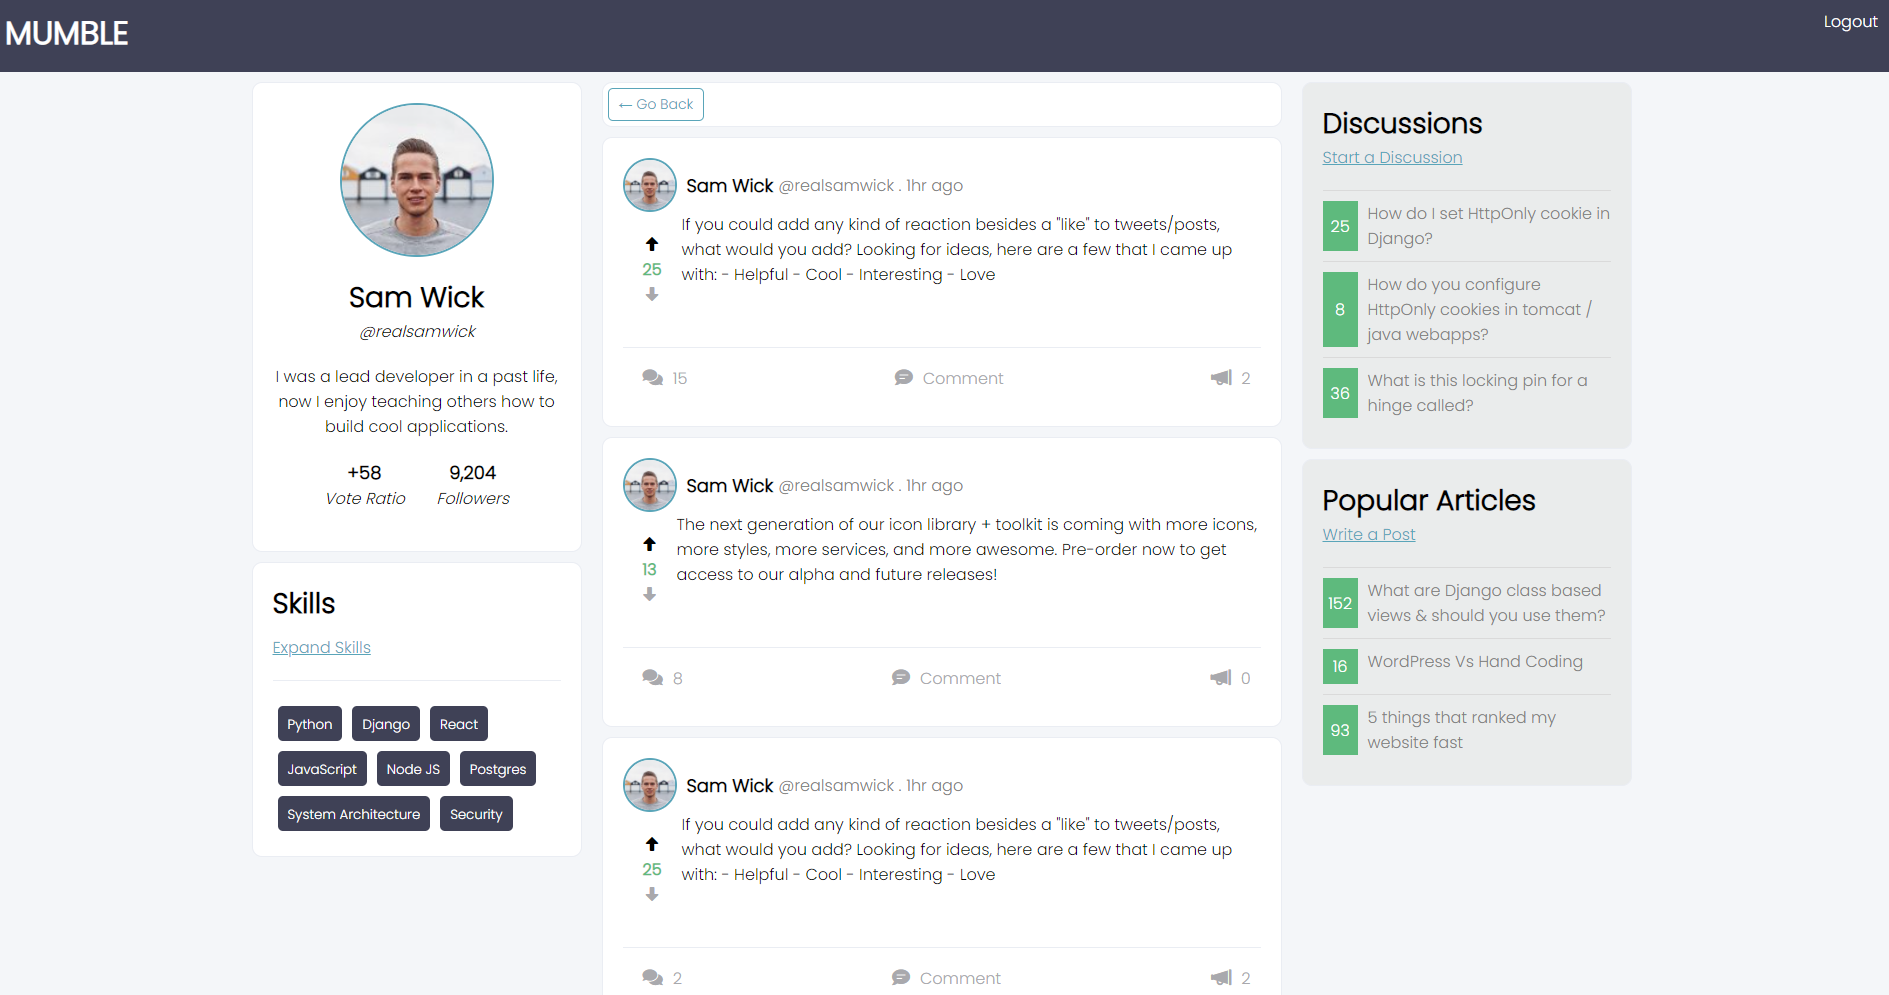 MUMBLE
Logout
Sam Wick
@realsamwick
I was a lead developer in a past life,
now I enjoy teaching others how to
build cool applications.
+58
Vote Ratio
9,204
Followers
Skills
Expand Skills
Python Django React
JavaScript Node JS Postgres
System Architecture Security
← Go Back
Sam Wick @realsamwick . 1hr ago
If you could add any kind of reaction besides a "like" to tweets/posts,
what would you add? Looking for ideas, here are a few that I came up
with: - Helpful - Cool - Interesting - Love
25
15 Comment 2
Sam Wick @realsamwick . 1hr ago
The next generation of our icon library + toolkit is coming with more icons,
more styles, more services, and more awesome. Pre-order now to get
access to our alpha and future releases!
13
8 Comment 0
Sam Wick @realsamwick . 1hr ago
If you could add any kind of reaction besides a "like" to tweets/posts,
what would you add? Looking for ideas, here are a few that I came up
with: - Helpful - Cool - Interesting - Love
25
2 Comment 2
Discussions
Start a Discussion
25
How do I set HttpOnly cookie in
Django?
8
How do you configure
HttpOnly cookies in tomcat /
java webapps?
36
What is this locking pin for a
hinge called?
Popular Articles
Write a Post
152
What are Django class based
views & should you use them?
16
WordPress Vs Hand Coding
93
5 things that ranked my
website fast